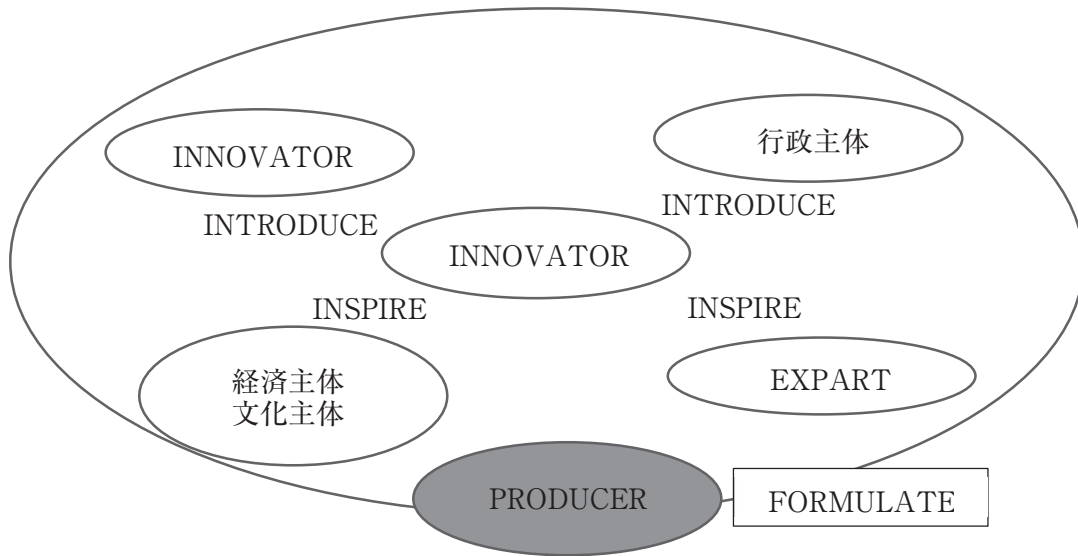 INNOVATOR
行政主体
INTRODUCE
INTRODUCE
INNOVATOR
INSPIRE
INSPIRE
経済主体
文化主体
EXPART
PRODUCER
FORMULATE